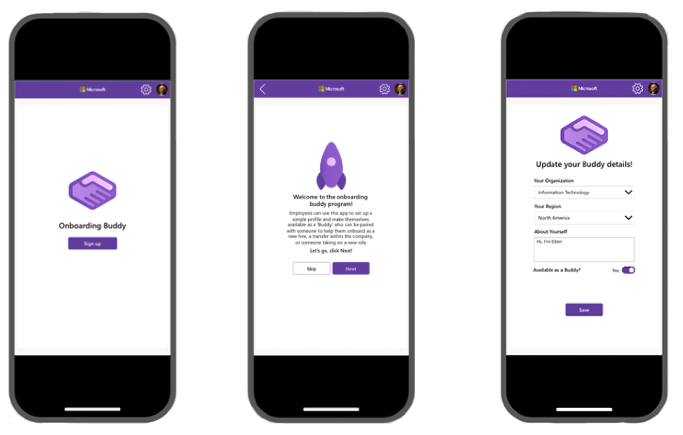 Microsoft
Onboarding Buddy
Sign up
Microsoft
Welcome to the onboarding
buddy program!
Employees can use this app to set up a
simple profile and make themselves
available as a 'Buddy' who can be paired
with someone to help them onboard as a
new hire, a transfer within the company,
or someone taking on a new role.
Let's go, click Next!
Skip
Next
Microsoft
Update your Buddy details!
Your Organization
Information Technology
Your Region
North America
About Yourself
Hi, I'm Ellen
Available as a Buddy?
Yes
Save